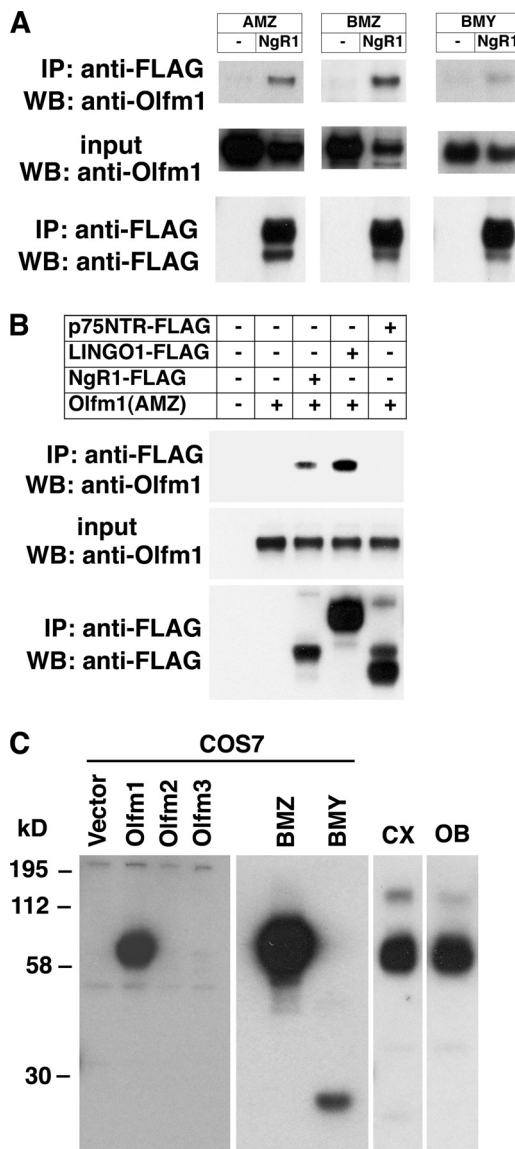 A
AMZ BMZ BMY
- NgR1 - NgR1 - NgR1
IP: anti-FLAG
WB: anti-Olfm1
input
WB: anti-Olfm1
IP: anti-FLAG
WB: anti-FLAG
B
p75NTR-FLAG - - - - +
LINGO1-FLAG - - - + -
NgR1-FLAG - - + - -
Olfm1(AMZ) - + + + +
IP: anti-FLAG
WB: anti-Olfm1
input
WB: anti-Olfm1
IP: anti-FLAG
WB: anti-FLAG
C
COS7
kD Vector Olfm1 Olfm2 Olfm3 BMZ BMY CX OB
195 –
112 –
58 –
30 –